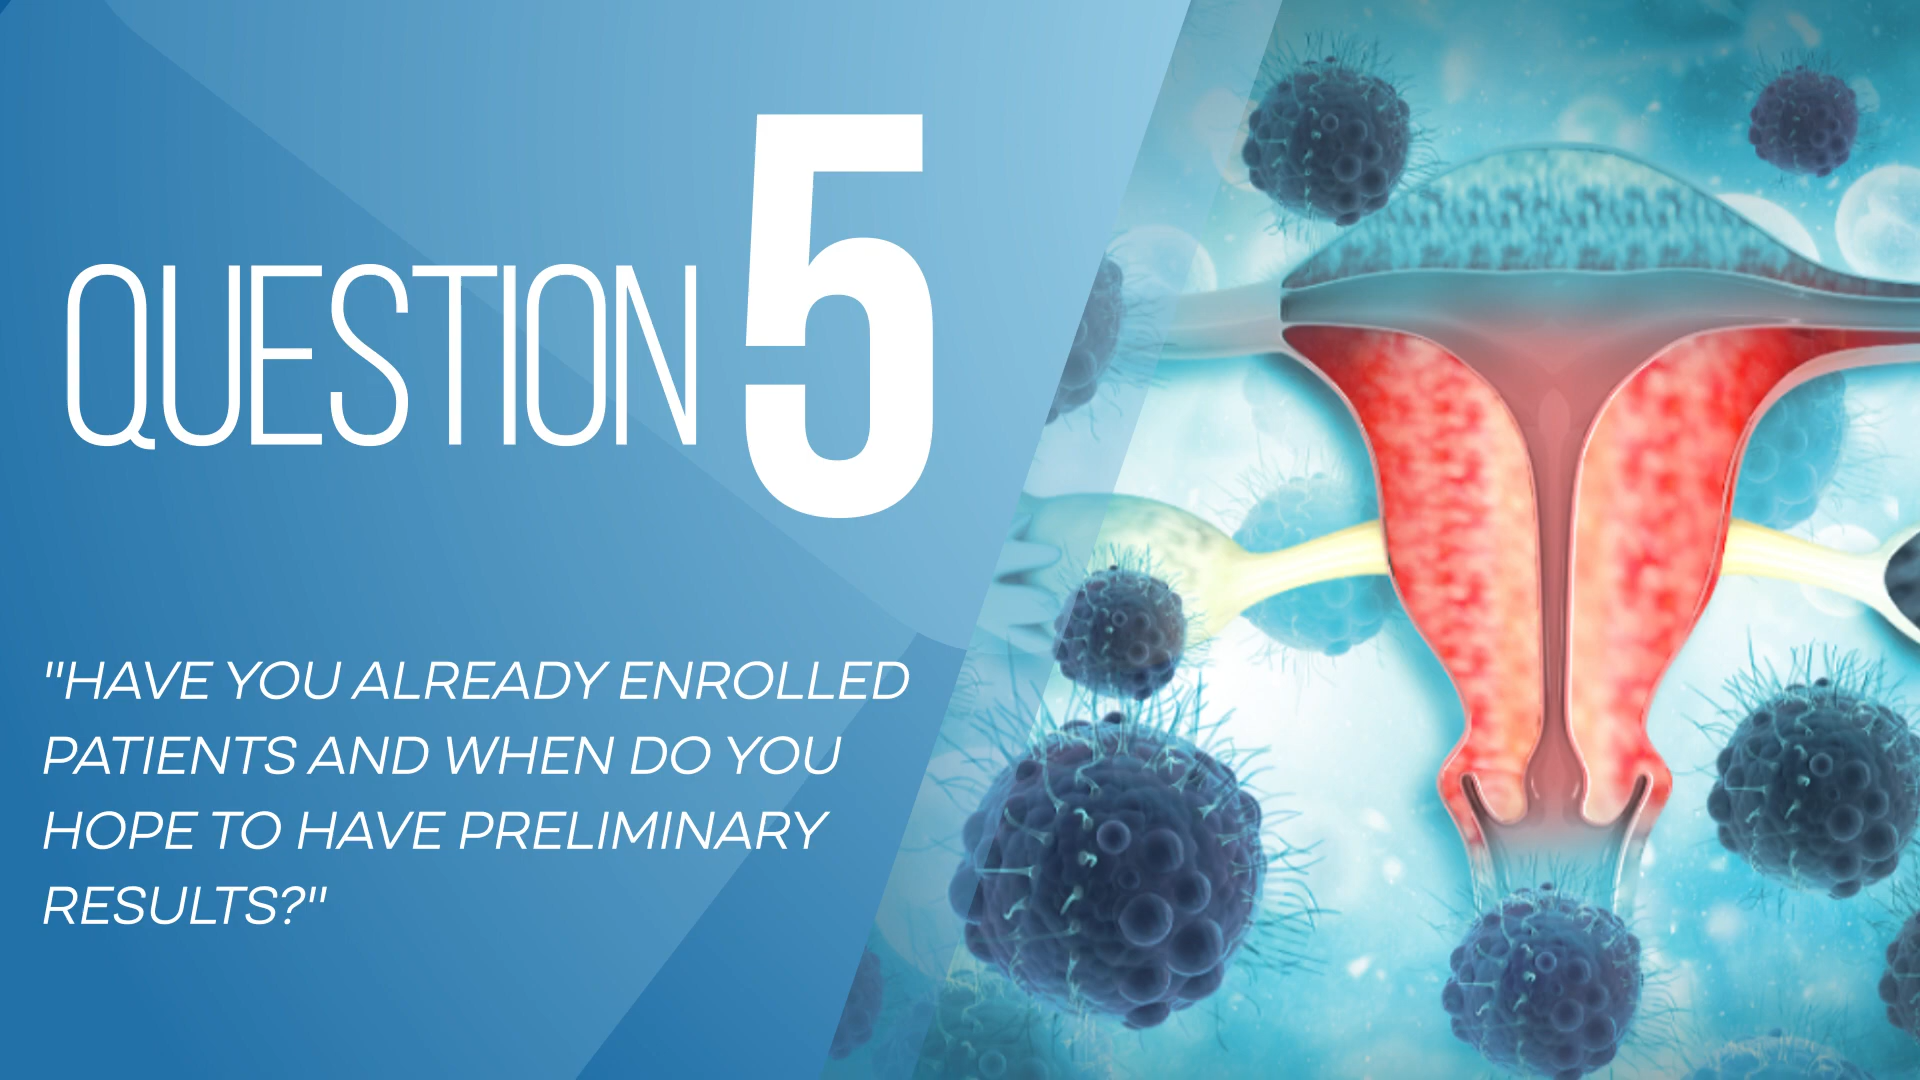 QUESTION 5
"HAVE YOU ALREADY ENROLLED
PATIENTS AND WHEN DO YOU
HOPE TO HAVE PRELIMINARY
RESULTS?"